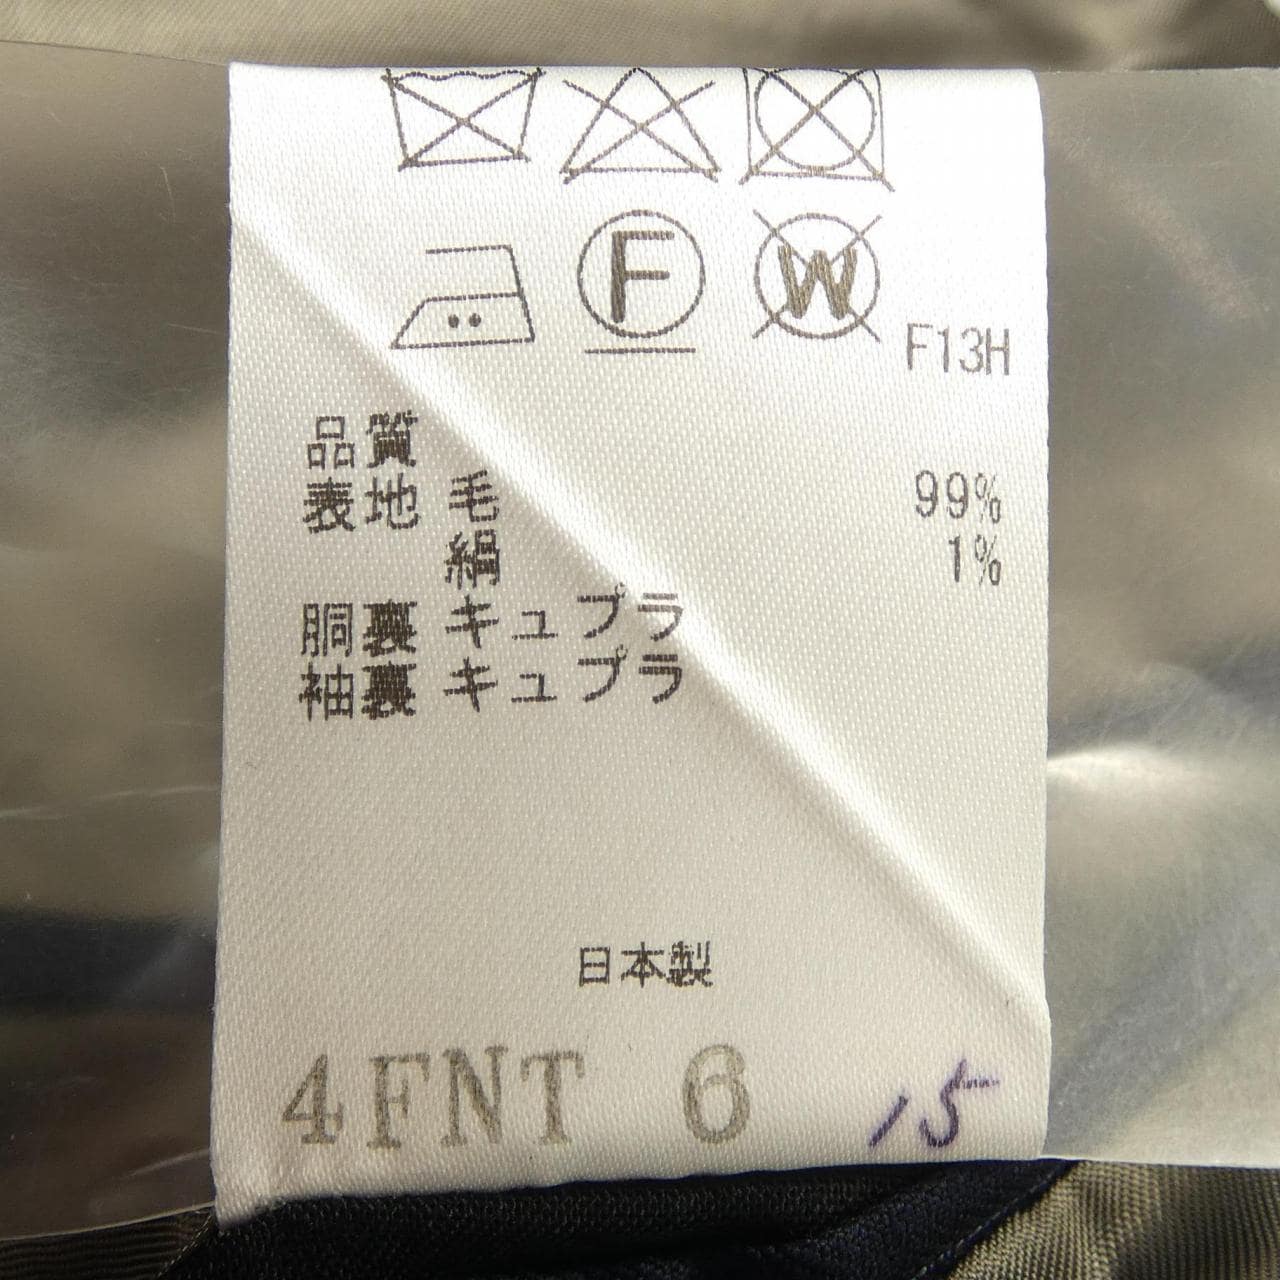 F
W
F13H
品質
表地 毛 99%
絹 1%
胴裏 キュプラ
袖裏 キュプラ
日本製
4FNT 6 15